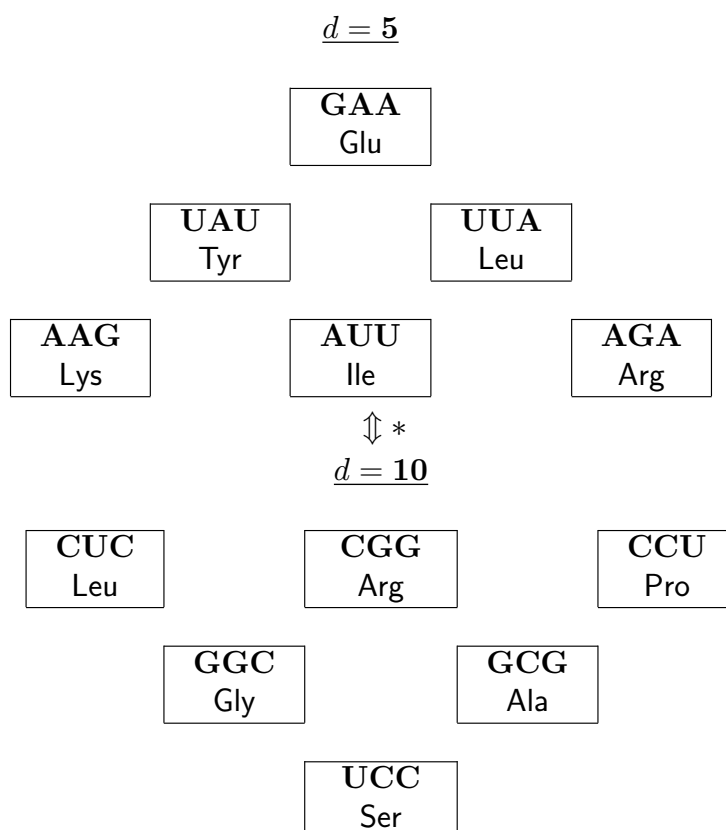 d = 5
GAA
Glu
UAU UUA
Tyr Leu
AAG AUU AGA
Lys Ile Arg
⇕ *
d = 10
CUC CGG CCU
Leu Arg Pro
GGC GCG
Gly Ala
UCC
Ser